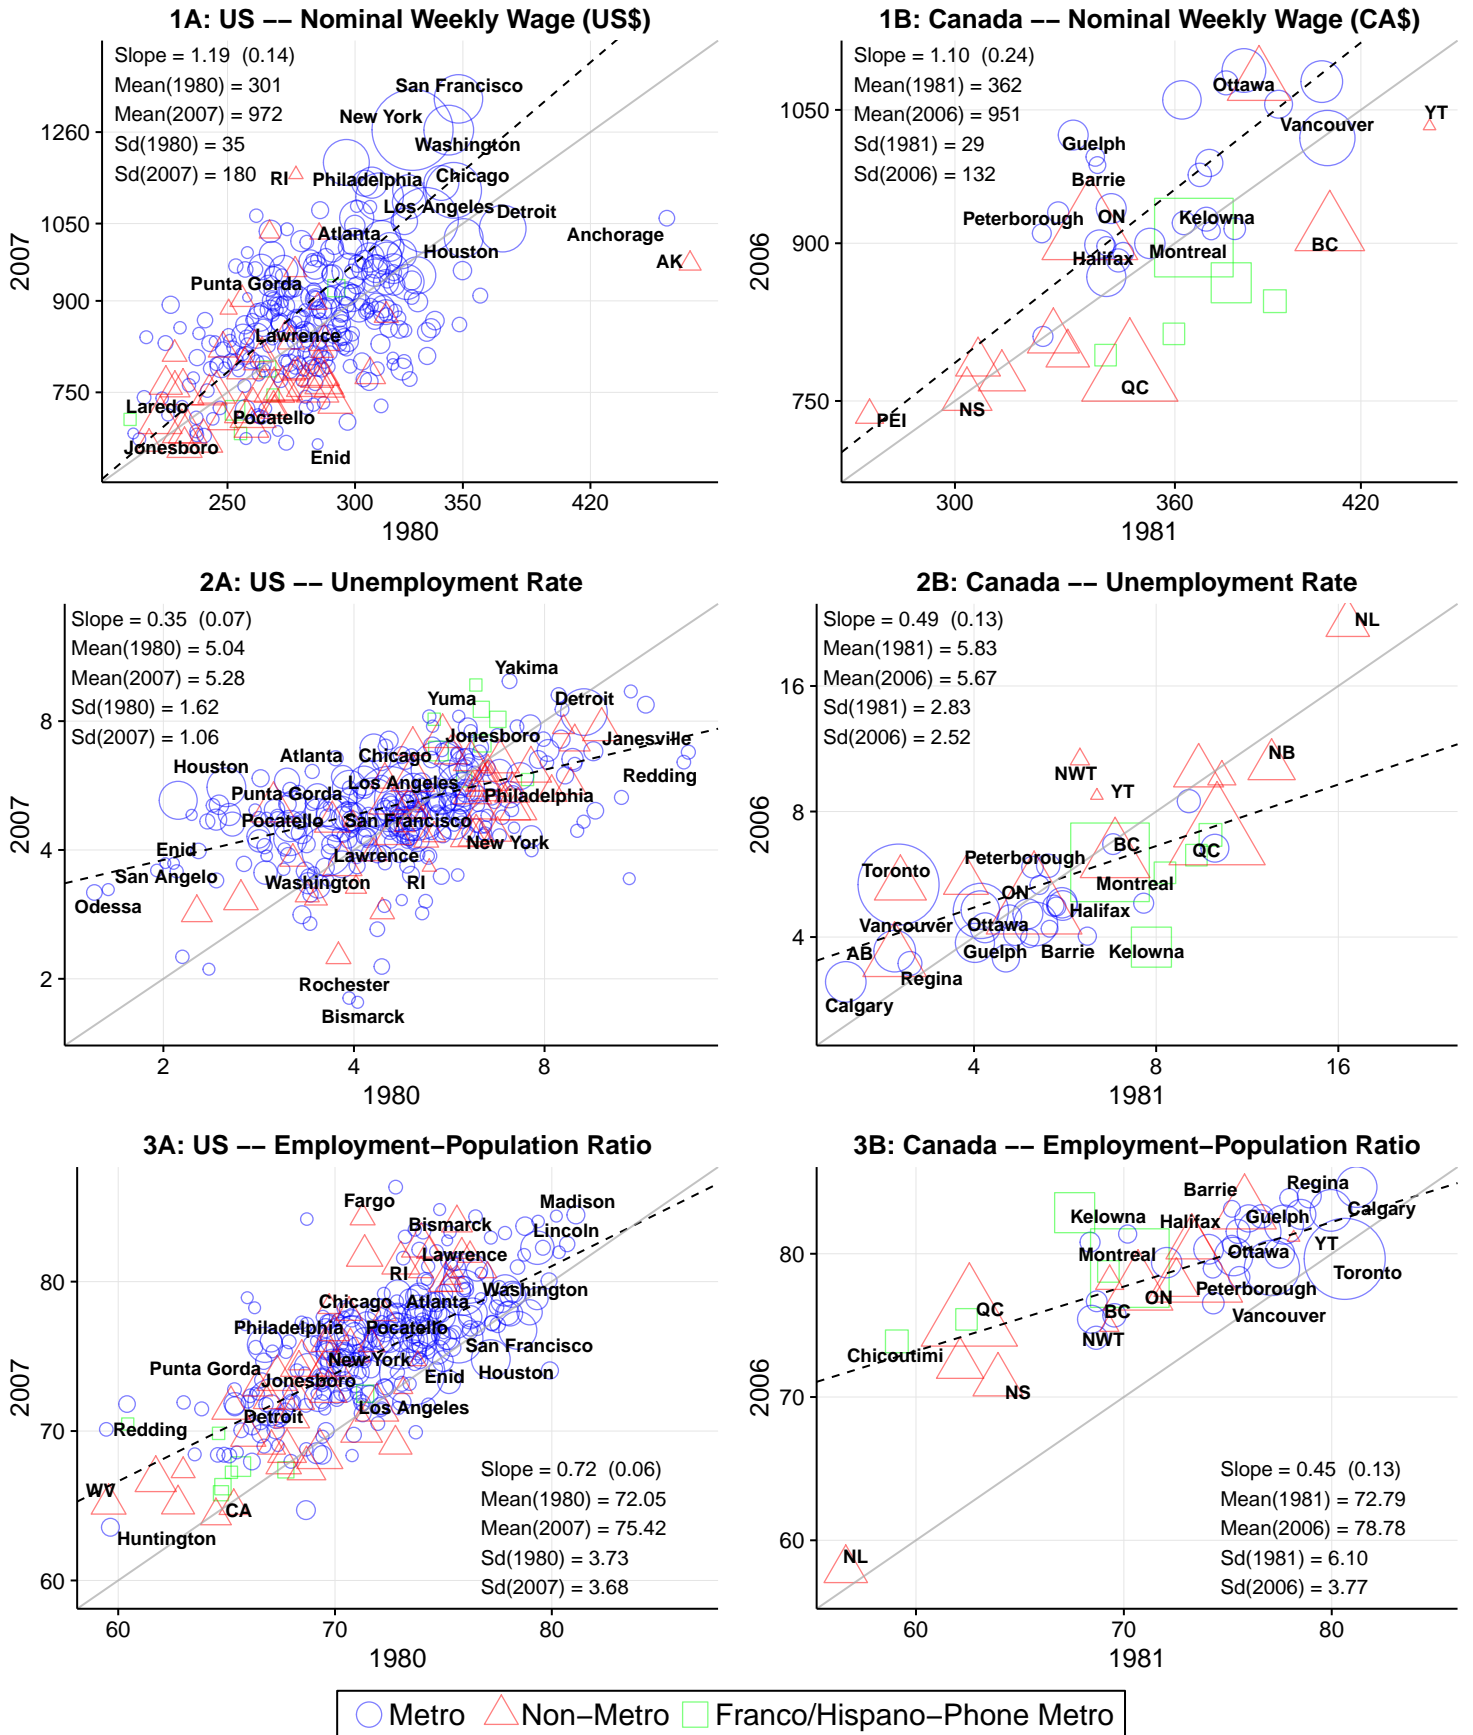 1A: US −− Nominal Weekly Wage (US$)
Slope = 1.19 (0.14)
Mean(1980) = 301
Mean(2007) = 972
Sd(1980) = 35
Sd(2007) = 180
San Francisco
New York
Washington
RI
Philadelphia
Chicago
Los Angeles
Detroit
Atlanta
Anchorage
Houston
AK
Punta Gorda
Lawrence
Laredo
Pocatello
Jonesboro
Enid
1260
1050
900
750
2007
250
300
350
420
1980
1B: Canada −− Nominal Weekly Wage (CA$)
Slope = 1.10 (0.24)
Mean(1981) = 362
Mean(2006) = 951
Sd(1981) = 29
Sd(2006) = 132
Ottawa
YT
Vancouver
Guelph
Barrie
Peterborough
ON
Kelowna
Halifax
Montreal
BC
QC
NS
PEI
1050
900
750
2006
300
360
420
1981
2A: US −− Unemployment Rate
Slope = 0.35 (0.07)
Mean(1980) = 5.04
Mean(2007) = 5.28
Sd(1980) = 1.62
Sd(2007) = 1.06
Yakima
Yuma
Detroit
Jonesboro
Janesville
Atlanta
Chicago
Houston
Redding
Los Angeles
Punta Gorda
Philadelphia
Pocatello
San Francisco
New York
Enid
Lawrence
San Angelo
Washington
RI
Odessa
Rochester
Bismarck
8
4
2
2007
2
4
8
1980
2B: Canada −− Unemployment Rate
Slope = 0.49 (0.13)
Mean(1981) = 5.83
Mean(2006) = 5.67
Sd(1981) = 2.83
Sd(2006) = 2.52
NL
NB
NWT
YT
BC
QC
Peterborough
Toronto
Montreal
ON
Halifax
Vancouver
Ottawa
AB
Guelph
Barrie
Kelowna
Regina
Calgary
16
8
4
2006
4
8
16
1981
3A: US −− Employment−Population Ratio
Fargo
Madison
Bismarck
Lincoln
Lawrence
RI
Washington
Chicago
Atlanta
Philadelphia
Pocatello
San Francisco
New York
Punta Gorda
Houston
Jonesboro
Enid
Detroit
Los Angeles
Redding
WV
CA
Huntington
Slope = 0.72 (0.06)
Mean(1980) = 72.05
Mean(2007) = 75.42
Sd(1980) = 3.73
Sd(2007) = 3.68
80
70
60
2007
60
70
80
1980
3B: Canada −− Employment−Population Ratio
Regina
Barrie
Calgary
Kelowna
Guelph
Halifax
YT
Montreal
Ottawa
Toronto
Peterborough
ON
QC
BC
Vancouver
NWT
Chicoutimi
NS
NL
Slope = 0.45 (0.13)
Mean(1981) = 72.79
Mean(2006) = 78.78
Sd(1981) = 6.10
Sd(2006) = 3.77
80
70
60
2006
60
70
80
1981
Metro
Non−Metro
Franco/Hispano−Phone Metro